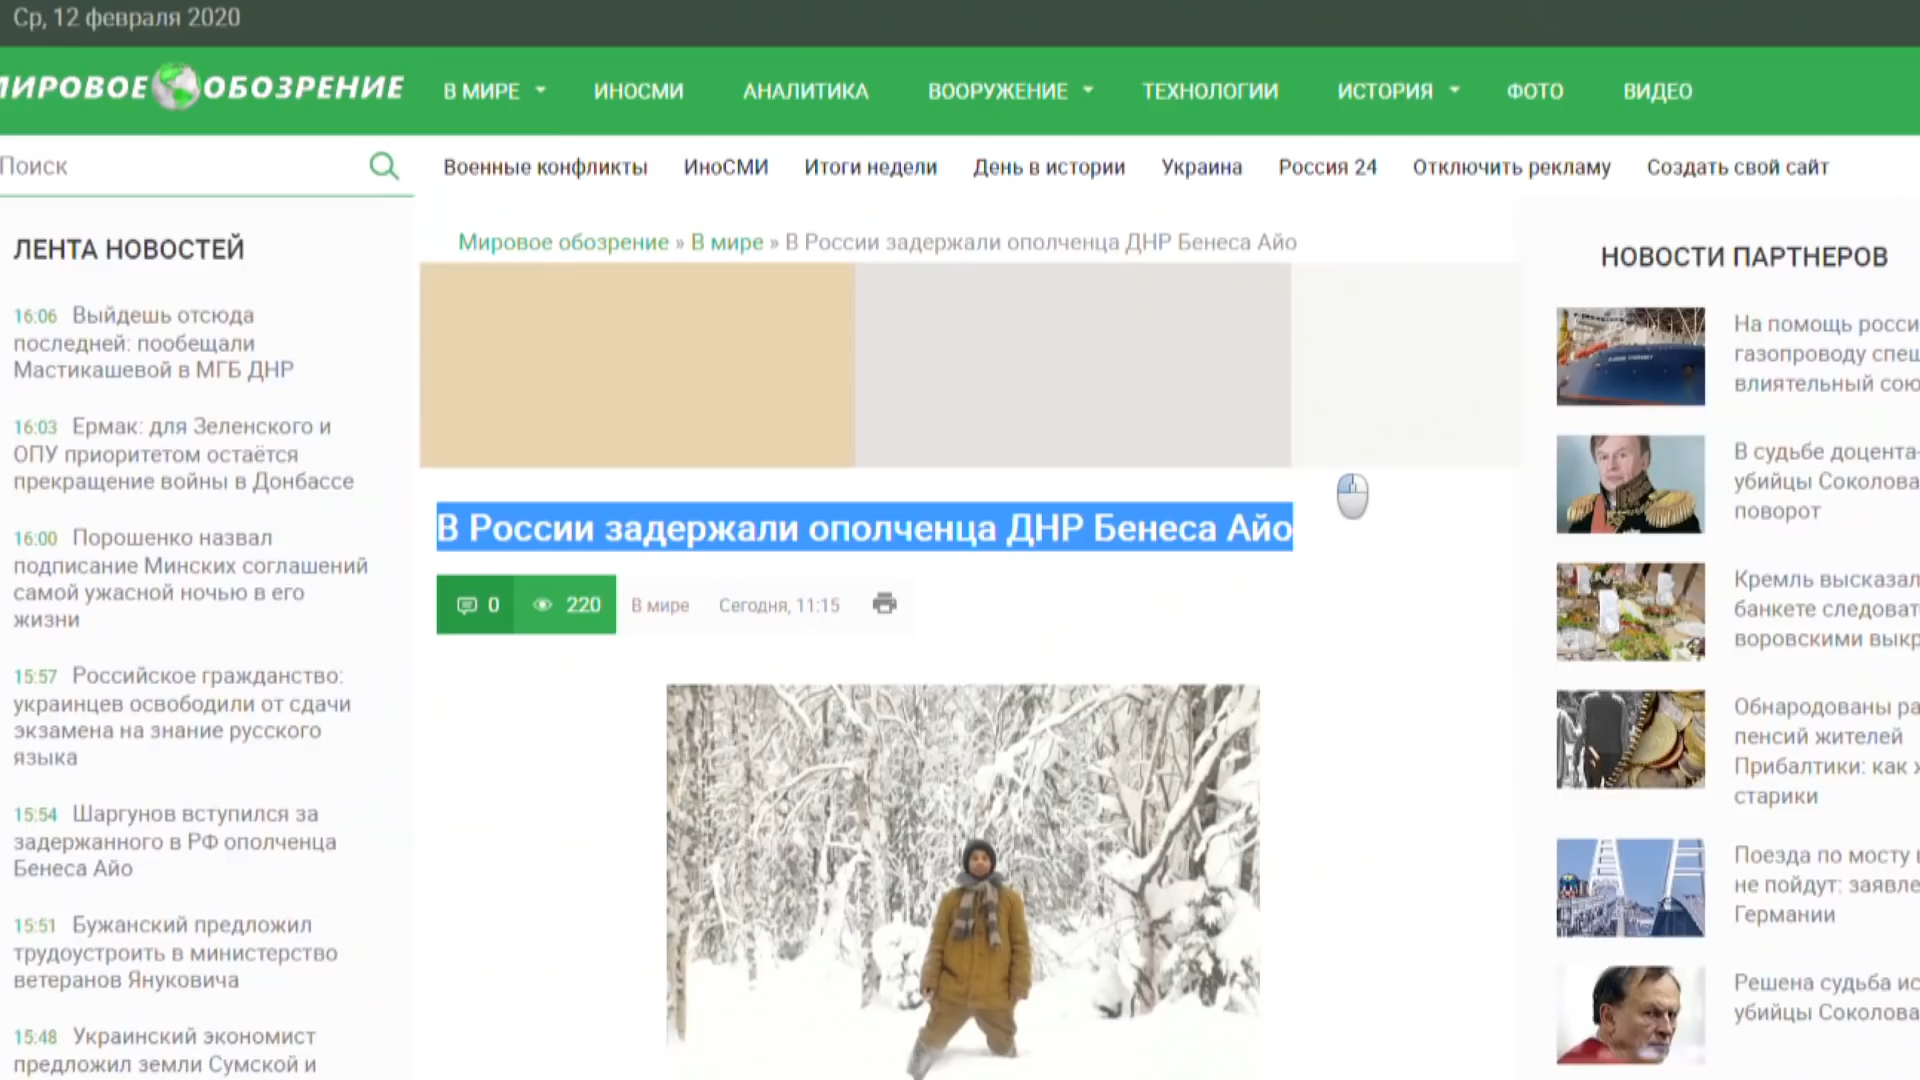 Ср, 12 февраля 2020
МИРОВОЕ ОБОЗРЕНИЕ
В МИРЕ ИНОСМИ АНАЛИТИКА ВООРУЖЕНИЕ ТЕХНОЛОГИИ ИСТОРИЯ ФОТО ВИДЕО
Поиск
Военные конфликты ИноСМИ Итоги недели День в истории Украина Россия 24 Отключить рекламу Создать свой сайт
ЛЕНТА НОВОСТЕЙ
16:06 Выйдешь отсюда
последней: пообещали
Мастикашевой в МГБ ДНР
16:03 Ермак: для Зеленского и
ОПУ приоритетом остаётся
прекращение войны в Донбассе
16:00 Порошенко назвал
подписание Минских соглашений
самой ужасной ночью в его
жизни
15:57 Российское гражданство:
украинцев освободили от сдачи
экзамена на знание русского
языка
15:54 Шаргунов вступился за
задержанного в РФ ополченца
Бенеса Айо
15:51 Бужанский предложил
трудоустроить в министерство
ветеранов Януковича
15:48 Украинский экономист
предложил земли Сумской и
Мировое обозрение » В мире » В России задержали ополченца ДНР Бенеса Айо
В России задержали ополченца ДНР Бенеса Айо
0 220 В мире Сегодня, 11:15
НОВОСТИ ПАРТНЕРОВ
На помощь росси
газопроводу спеш
влиятельный сою
В судьбе доцента-
убийцы Соколова
поворот
Кремль высказал
банкете следоват
воровскими выкр
Обнародованы ра
пенсий жителей
Прибалтики: как ж
старики
Поезда по мосту
не пойдут: заявле
Германии
Решена судьба ис
убийцы Соколова